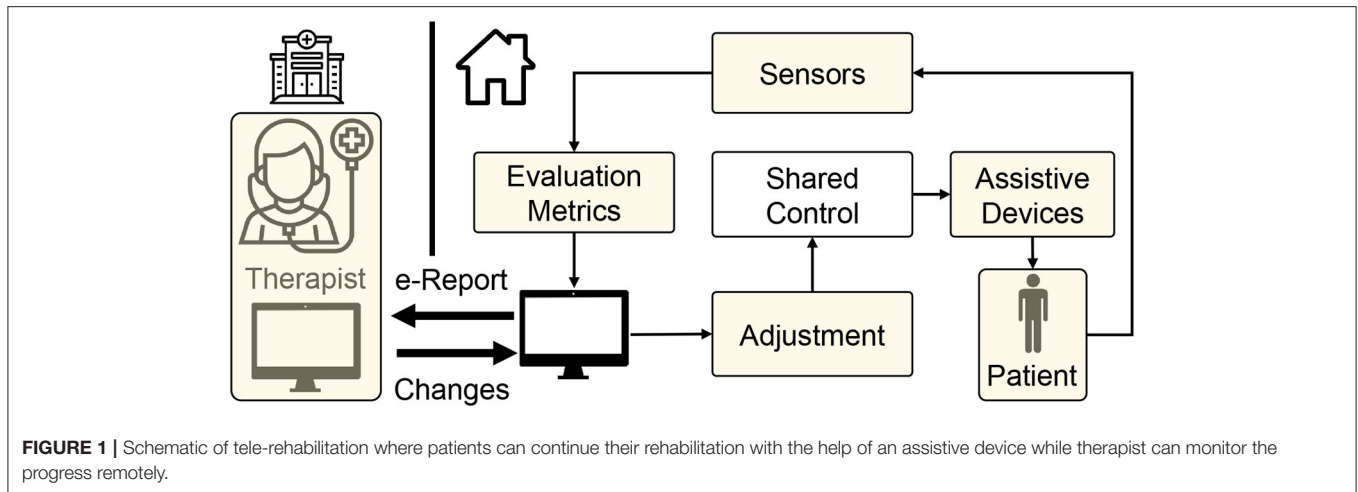 Sensors
Evaluation
Metrics
Shared
Control
Assistive
Devices
Therapist
e-Report
Changes
Adjustment
Patient
FIGURE 1 | Schematic of tele-rehabilitation where patients can continue their rehabilitation with the help of an assistive device while therapist can monitor the
progress remotely.